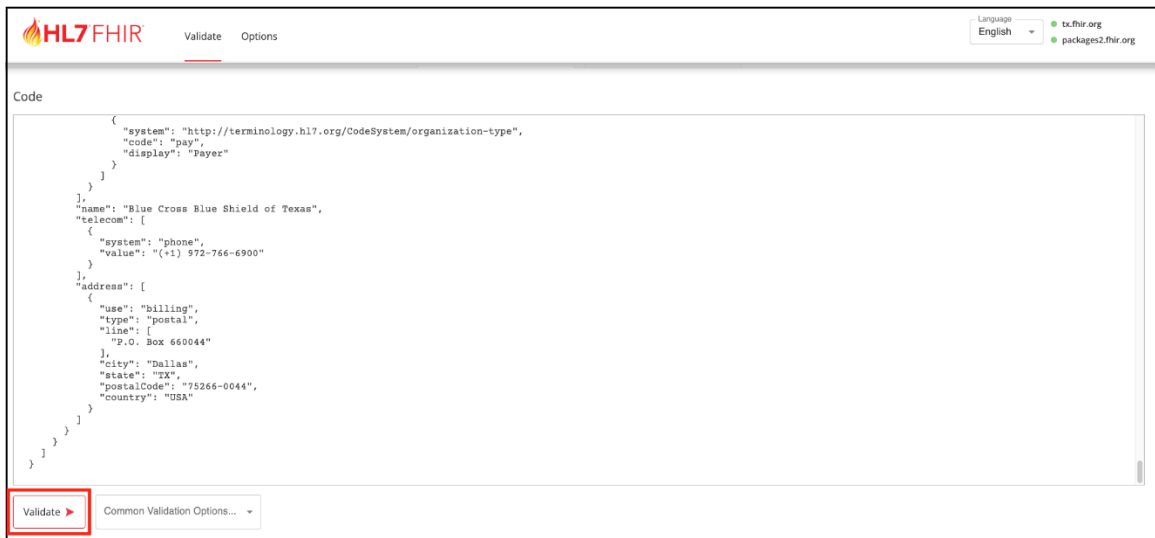 HL7 FHIR
Validate Options
Language
English
tx.fhir.org
packages2.fhir.org
Code
{
"system": "http://terminology.hl7.org/CodeSystem/organization-type",
"code": "pay",
"display": "Payer"
}
]
}
],
"name": "Blue Cross Blue Shield of Texas",
"telecom": [
{
"system": "phone",
"value": "(+1) 972-766-6900"
}
],
"address": [
{
"use": "billing",
"type": "postal",
"line": [
"P.O. Box 660044"
],
"city": "Dallas",
"state": "TX",
"postalCode": "75266-0044",
"country": "USA"
}
]
}
}
]
}
Validate
Common Validation Options...